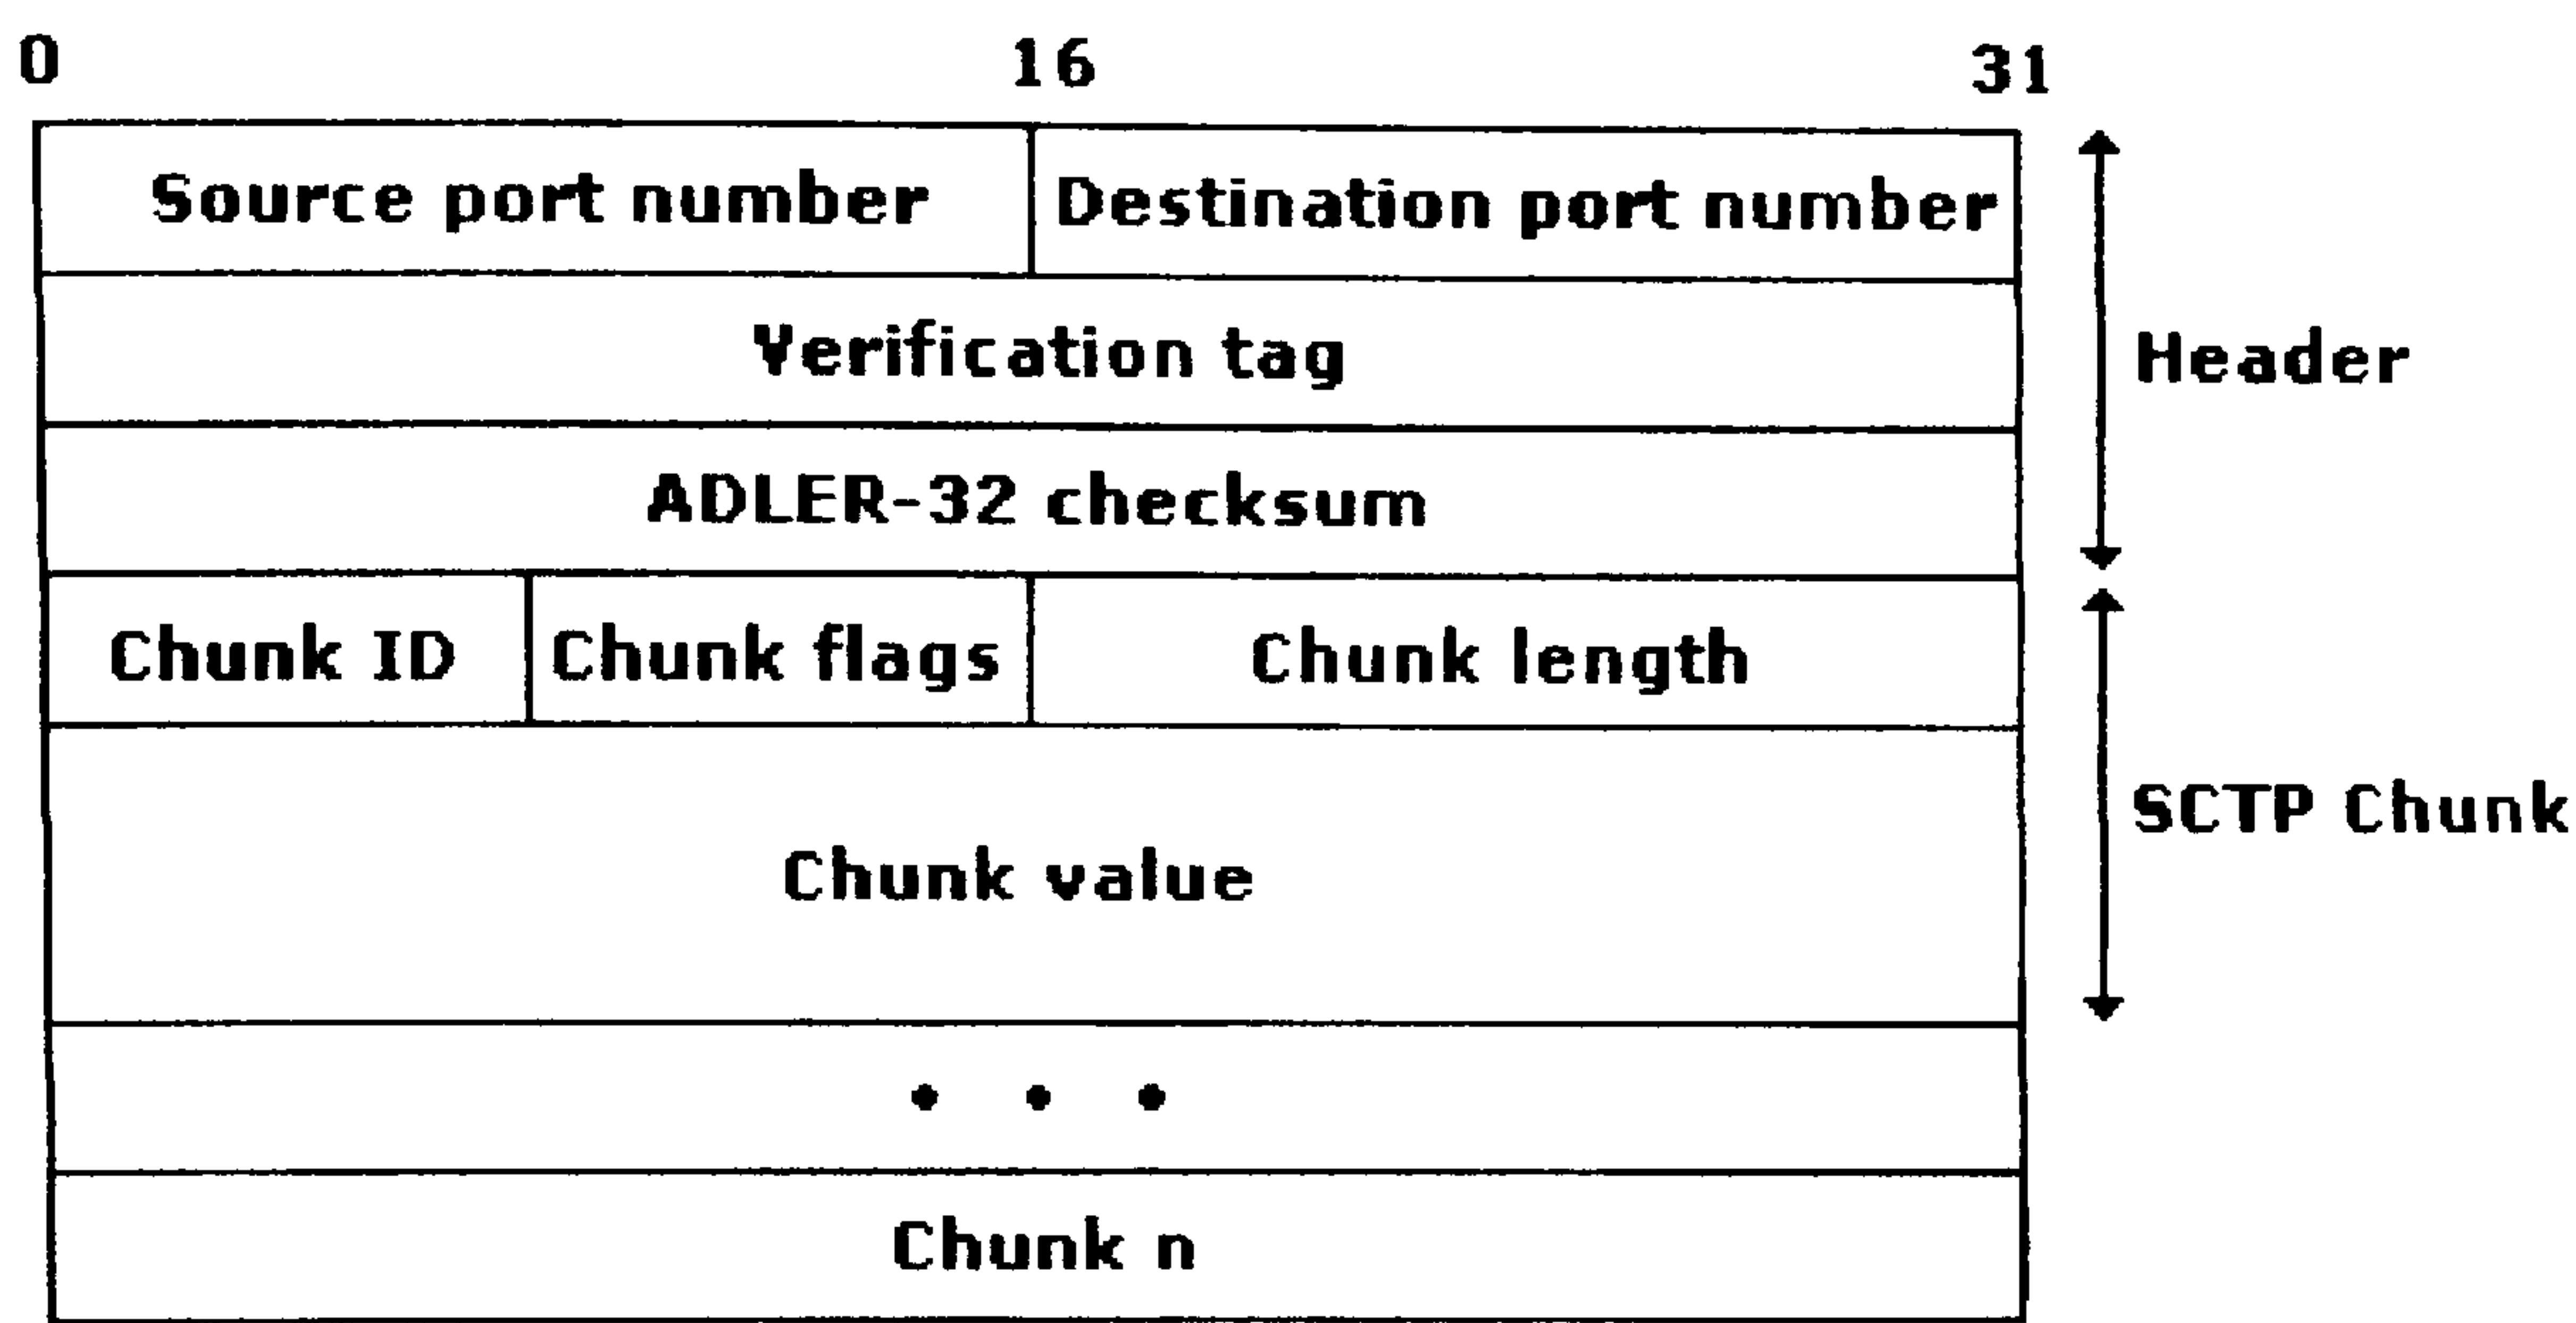 0 16 31
Source port number Destination port number
Verification tag
Header
ADLER-32 checksum
Chunk ID Chunk flags Chunk length
SCTP Chunk
Chunk value
• • •
Chunk n